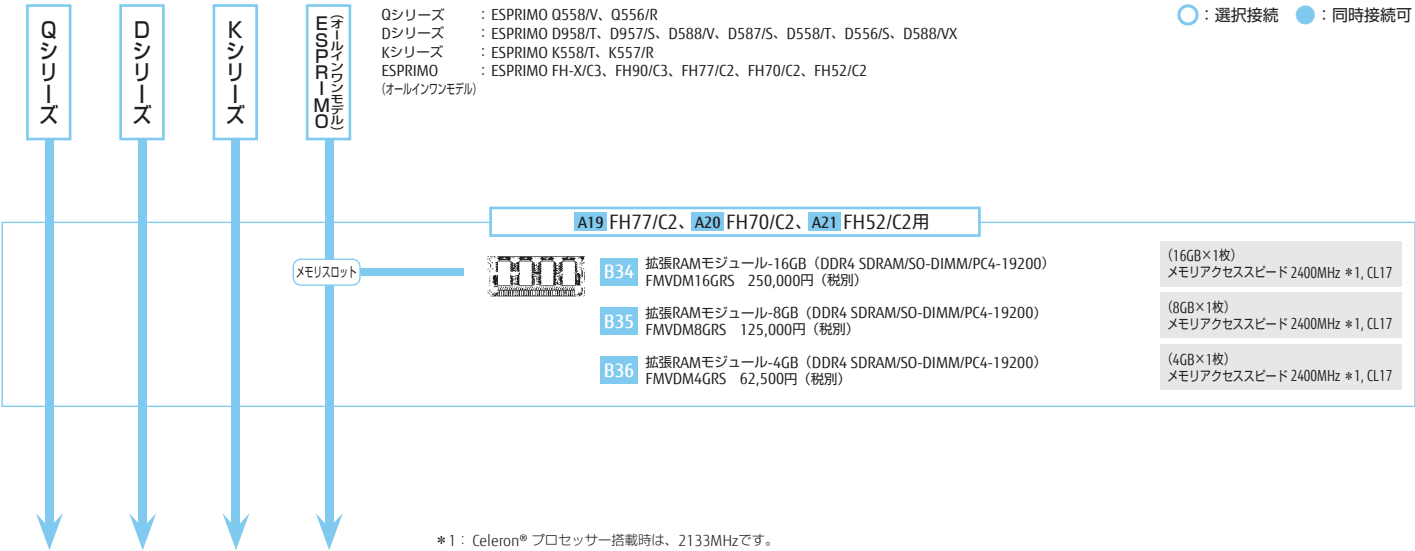 Qシリーズ
Dシリーズ
Kシリーズ
ESPRIMO
(オールインワンモデル)
Qシリーズ ：ESPRIMO Q558/V、Q556/R
Dシリーズ ：ESPRIMO D958/T、D957/S、D588/V、D587/S、D558/T、D556/S、D588/VX
Kシリーズ ：ESPRIMO K558/T、K557/R
ESPRIMO ：ESPRIMO FH-X/C3、FH90/C3、FH77/C2、FH70/C2、FH52/C2
(オールインワンモデル)
：選択接続 ：同時接続可
A19 FH77/C2、A20 FH70/C2、A21 FH52/C2用
メモリスロット
B34 拡張RAMモジュール-16GB（DDR4 SDRAM/SO-DIMM/PC4-19200）
FMVDM16GRS 250,000円（税別）
(16GB×1枚)
メモリアクセススピード 2400MHz *1, CL17
B35 拡張RAMモジュール-8GB（DDR4 SDRAM/SO-DIMM/PC4-19200）
FMVDM8GRS 125,000円（税別）
(8GB×1枚)
メモリアクセススピード 2400MHz *1, CL17
B36 拡張RAMモジュール-4GB（DDR4 SDRAM/SO-DIMM/PC4-19200）
FMVDM4GRS 62,500円（税別）
(4GB×1枚)
メモリアクセススピード 2400MHz *1, CL17
*1：Celeron® プロセッサー搭載時は、2133MHzです。